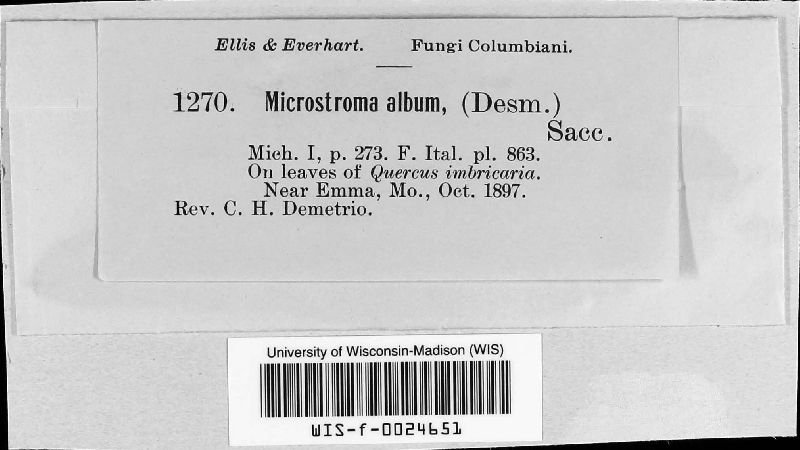 Ellis & Everhart. Fungi Columbiani.
1270. Microstroma album, (Desm.)
Sacc.
Mich. I, p. 273. F. Ital. pl. 863.
On leaves of Quercus imbricaria.
Near Emma, Mo., Oct. 1897.
Rev. C. H. Demetrio.
University of Wisconsin-Madison (WIS)
WIS-f-0024651